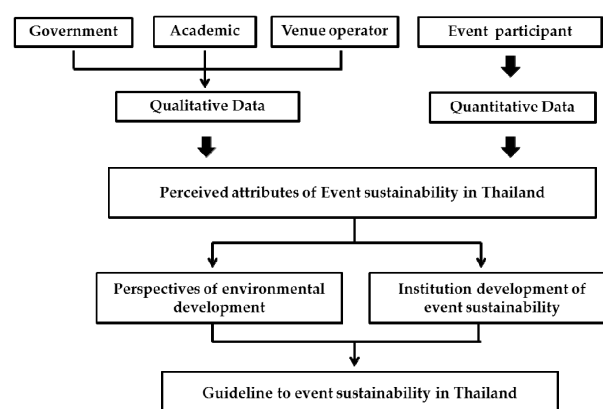 Government
Academic
Venue operator
Event participant
Qualitative Data
Quantitative Data
Perceived attributes of Event sustainability in Thailand
Perspectives of environmental
development
Institution development of
event sustainability
Guideline to event sustainability in Thailand